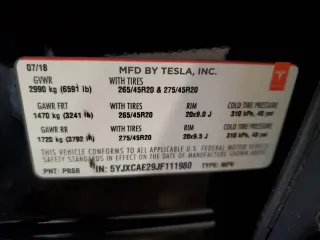 07/18
MFD BY TESLA, INC.
GVWR
WITH TIRES
2990 kg (6591 lb)
265/45R20 & 275/45R20
GAWR FRT
WITH TIRES
RIM
COLD TIRE PRESSURE
1470 kg (3241 lb)
265/45R20
20x9.0 J
310 kPa, 45 psi
GAWR RR
WITH TIRES
RIM
COLD TIRE PRESSURE
1720 kg (3792 lb)
275/45R20
20x9.5 J
310 kPa, 45 psi
THIS VEHICLE CONFORMS TO ALL APPLICABLE U.S. FEDERAL MOTOR VEHICLE
SAFETY STANDARDS IN EFFECT ON THE DATE OF MANUFACTURE SHOWN ABOVE.
PNT: PBSB
IN: 5YJXCAE29JF111980
TYPE: MPV
TESLA